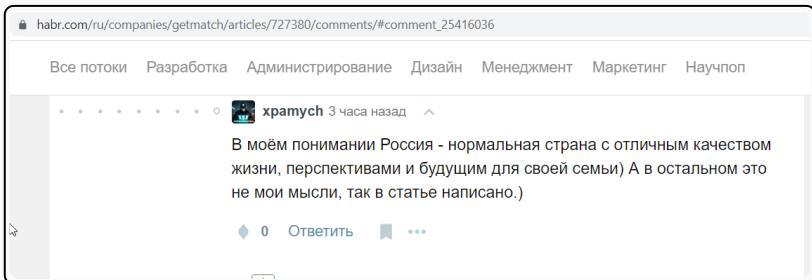 habr.com/ru/companies/getmatch/articles/727380/comments/#comment_25416036
Все потоки Разработка Администрирование Дизайн Менеджмент Маркетинг Научпоп
xpamych 3 часа назад
В моём понимании Россия - нормальная страна с отличным качеством
жизни, перспективами и будущим для своей семьи) А в остальном это
не мои мысли, так в статье написано.)
0 Ответить